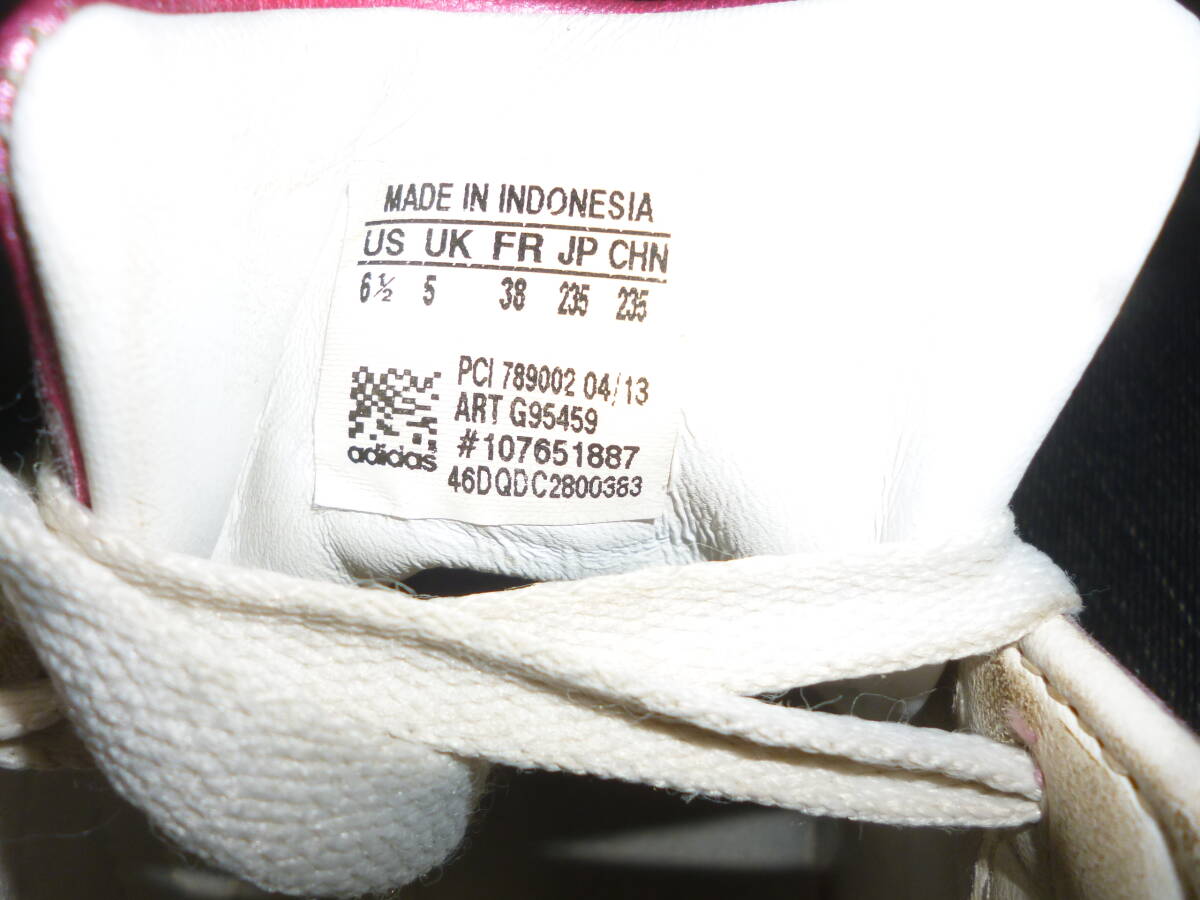 MADE IN INDONESIA
US UK FR JP CHN
6½ 5 38 235 235
PCI 789002 04/13
ART G95459
#107651887
adidas
46DQDC2800383